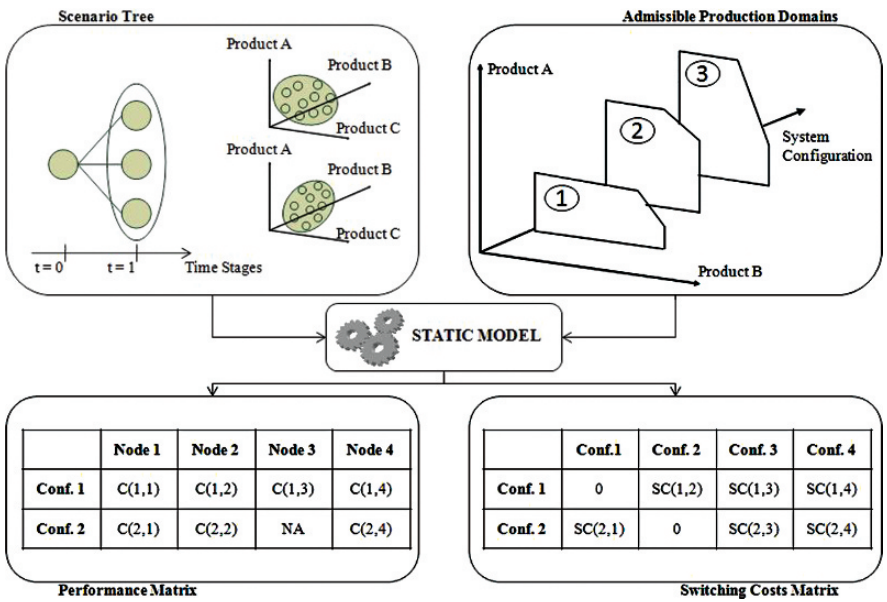 Scenario Tree
Product A
Product B
Product C
Product A
Product B
Product C
t = 0
t = 1
Time Stages
Admissible Production Domains
Product A
3
2
1
System
Configuration
Product B
STATIC MODEL
Node 1 Node 2 Node 3 Node 4
Conf. 1 C(1,1) C(1,2) C(1,3) C(1,4)
Conf. 2 C(2,1) C(2,2) NA C(2,4)
Performance Matrix
Conf.1 Conf. 2 Conf. 3 Conf. 4
Conf. 1 0 SC(1,2) SC(1,3) SC(1,4)
Conf. 2 SC(2,1) 0 SC(2,3) SC(2,4)
Switching Costs Matrix